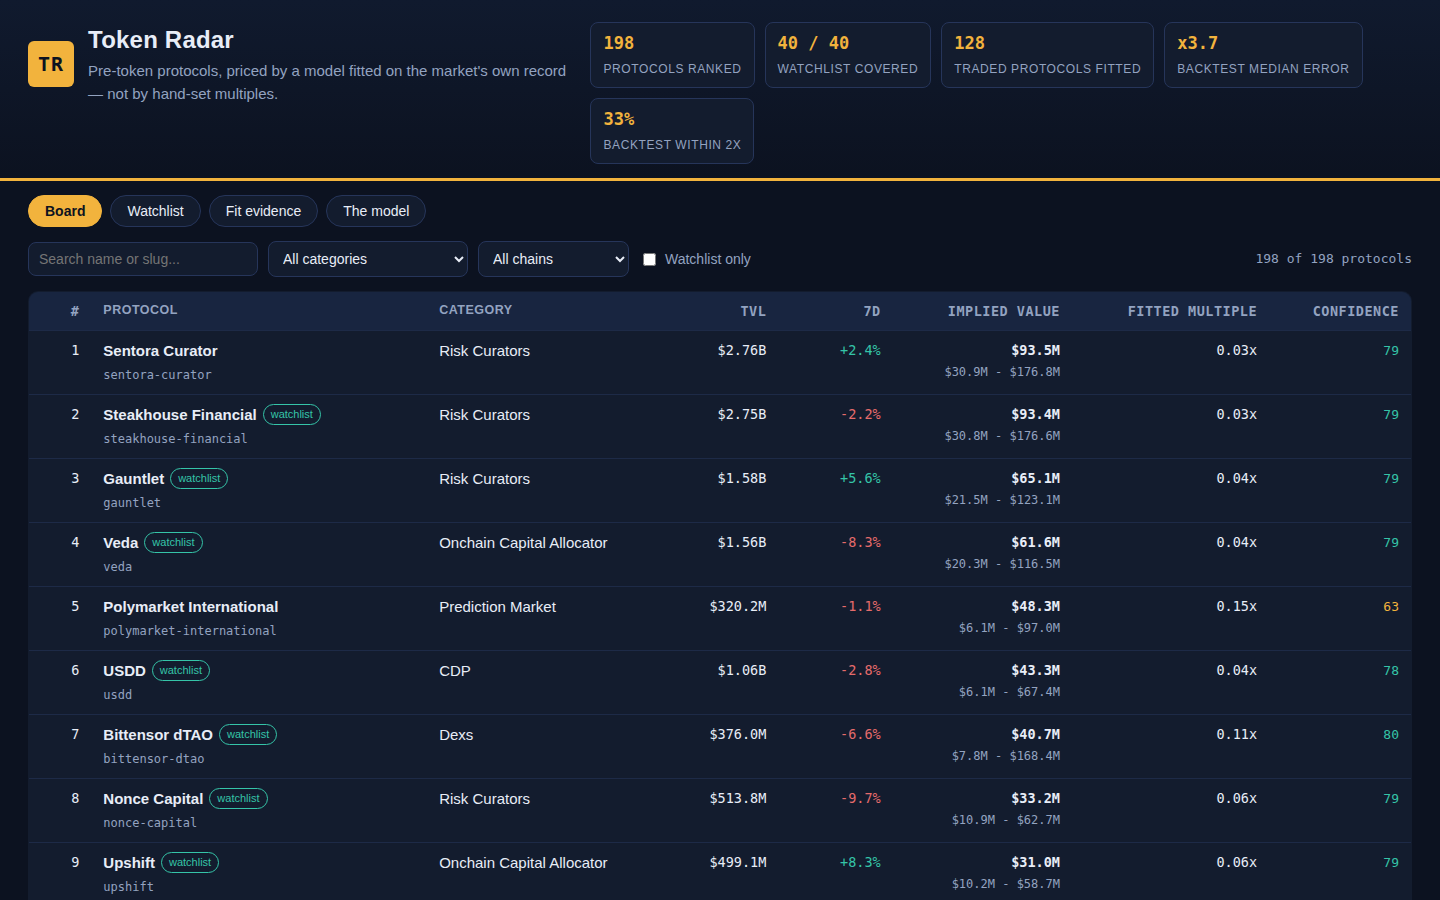 TR
Token Radar
Pre-token protocols, priced by a model fitted on the market's own record
— not by hand-set multiples.
198
PROTOCOLS RANKED
40 / 40
WATCHLIST COVERED
128
TRADED PROTOCOLS FITTED
x3.7
BACKTEST MEDIAN ERROR
33%
BACKTEST WITHIN 2X
Board Watchlist Fit evidence The model
Search name or slug... All categories All chains Watchlist only 198 of 198 protocols
# PROTOCOL CATEGORY TVL 7D IMPLIED VALUE FITTED MULTIPLE CONFIDENCE
1 Sentora Curator Risk Curators $2.76B +2.4% $93.5M 0.03x 79
sentora-curator $30.9M - $176.8M
2 Steakhouse Financial watchlist Risk Curators $2.75B -2.2% $93.4M 0.03x 79
steakhouse-financial $30.8M - $176.6M
3 Gauntlet watchlist Risk Curators $1.58B +5.6% $65.1M 0.04x 79
gauntlet $21.5M - $123.1M
4 Veda watchlist Onchain Capital Allocator $1.56B -8.3% $61.6M 0.04x 79
veda $20.3M - $116.5M
5 Polymarket International Prediction Market $320.2M -1.1% $48.3M 0.15x 63
polymarket-international $6.1M - $97.0M
6 USDD watchlist CDP $1.06B -2.8% $43.3M 0.04x 78
usdd $6.1M - $67.4M
7 Bittensor dTAO watchlist Dexs $376.0M -6.6% $40.7M 0.11x 80
bittensor-dtao $7.8M - $168.4M
8 Nonce Capital watchlist Risk Curators $513.8M -9.7% $33.2M 0.06x 79
nonce-capital $10.9M - $62.7M
9 Upshift watchlist Onchain Capital Allocator $499.1M +8.3% $31.0M 0.06x 79
upshift $10.2M - $58.7M